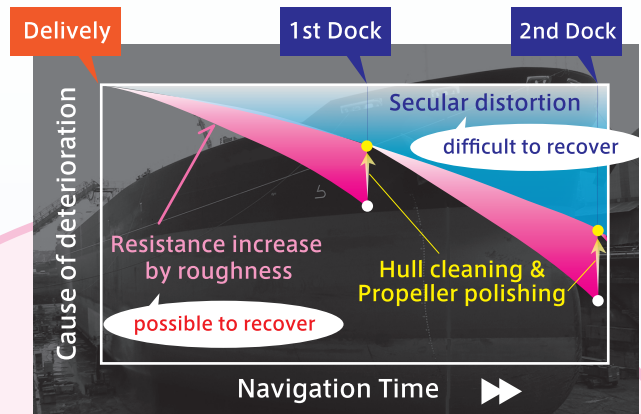 Delively
1st Dock
2nd Dock
Secular distortion
difficult to recover
Cause of deterioration
Resistance increase
by roughness
possible to recover
Hull cleaning &
Propeller polishing
Navigation Time